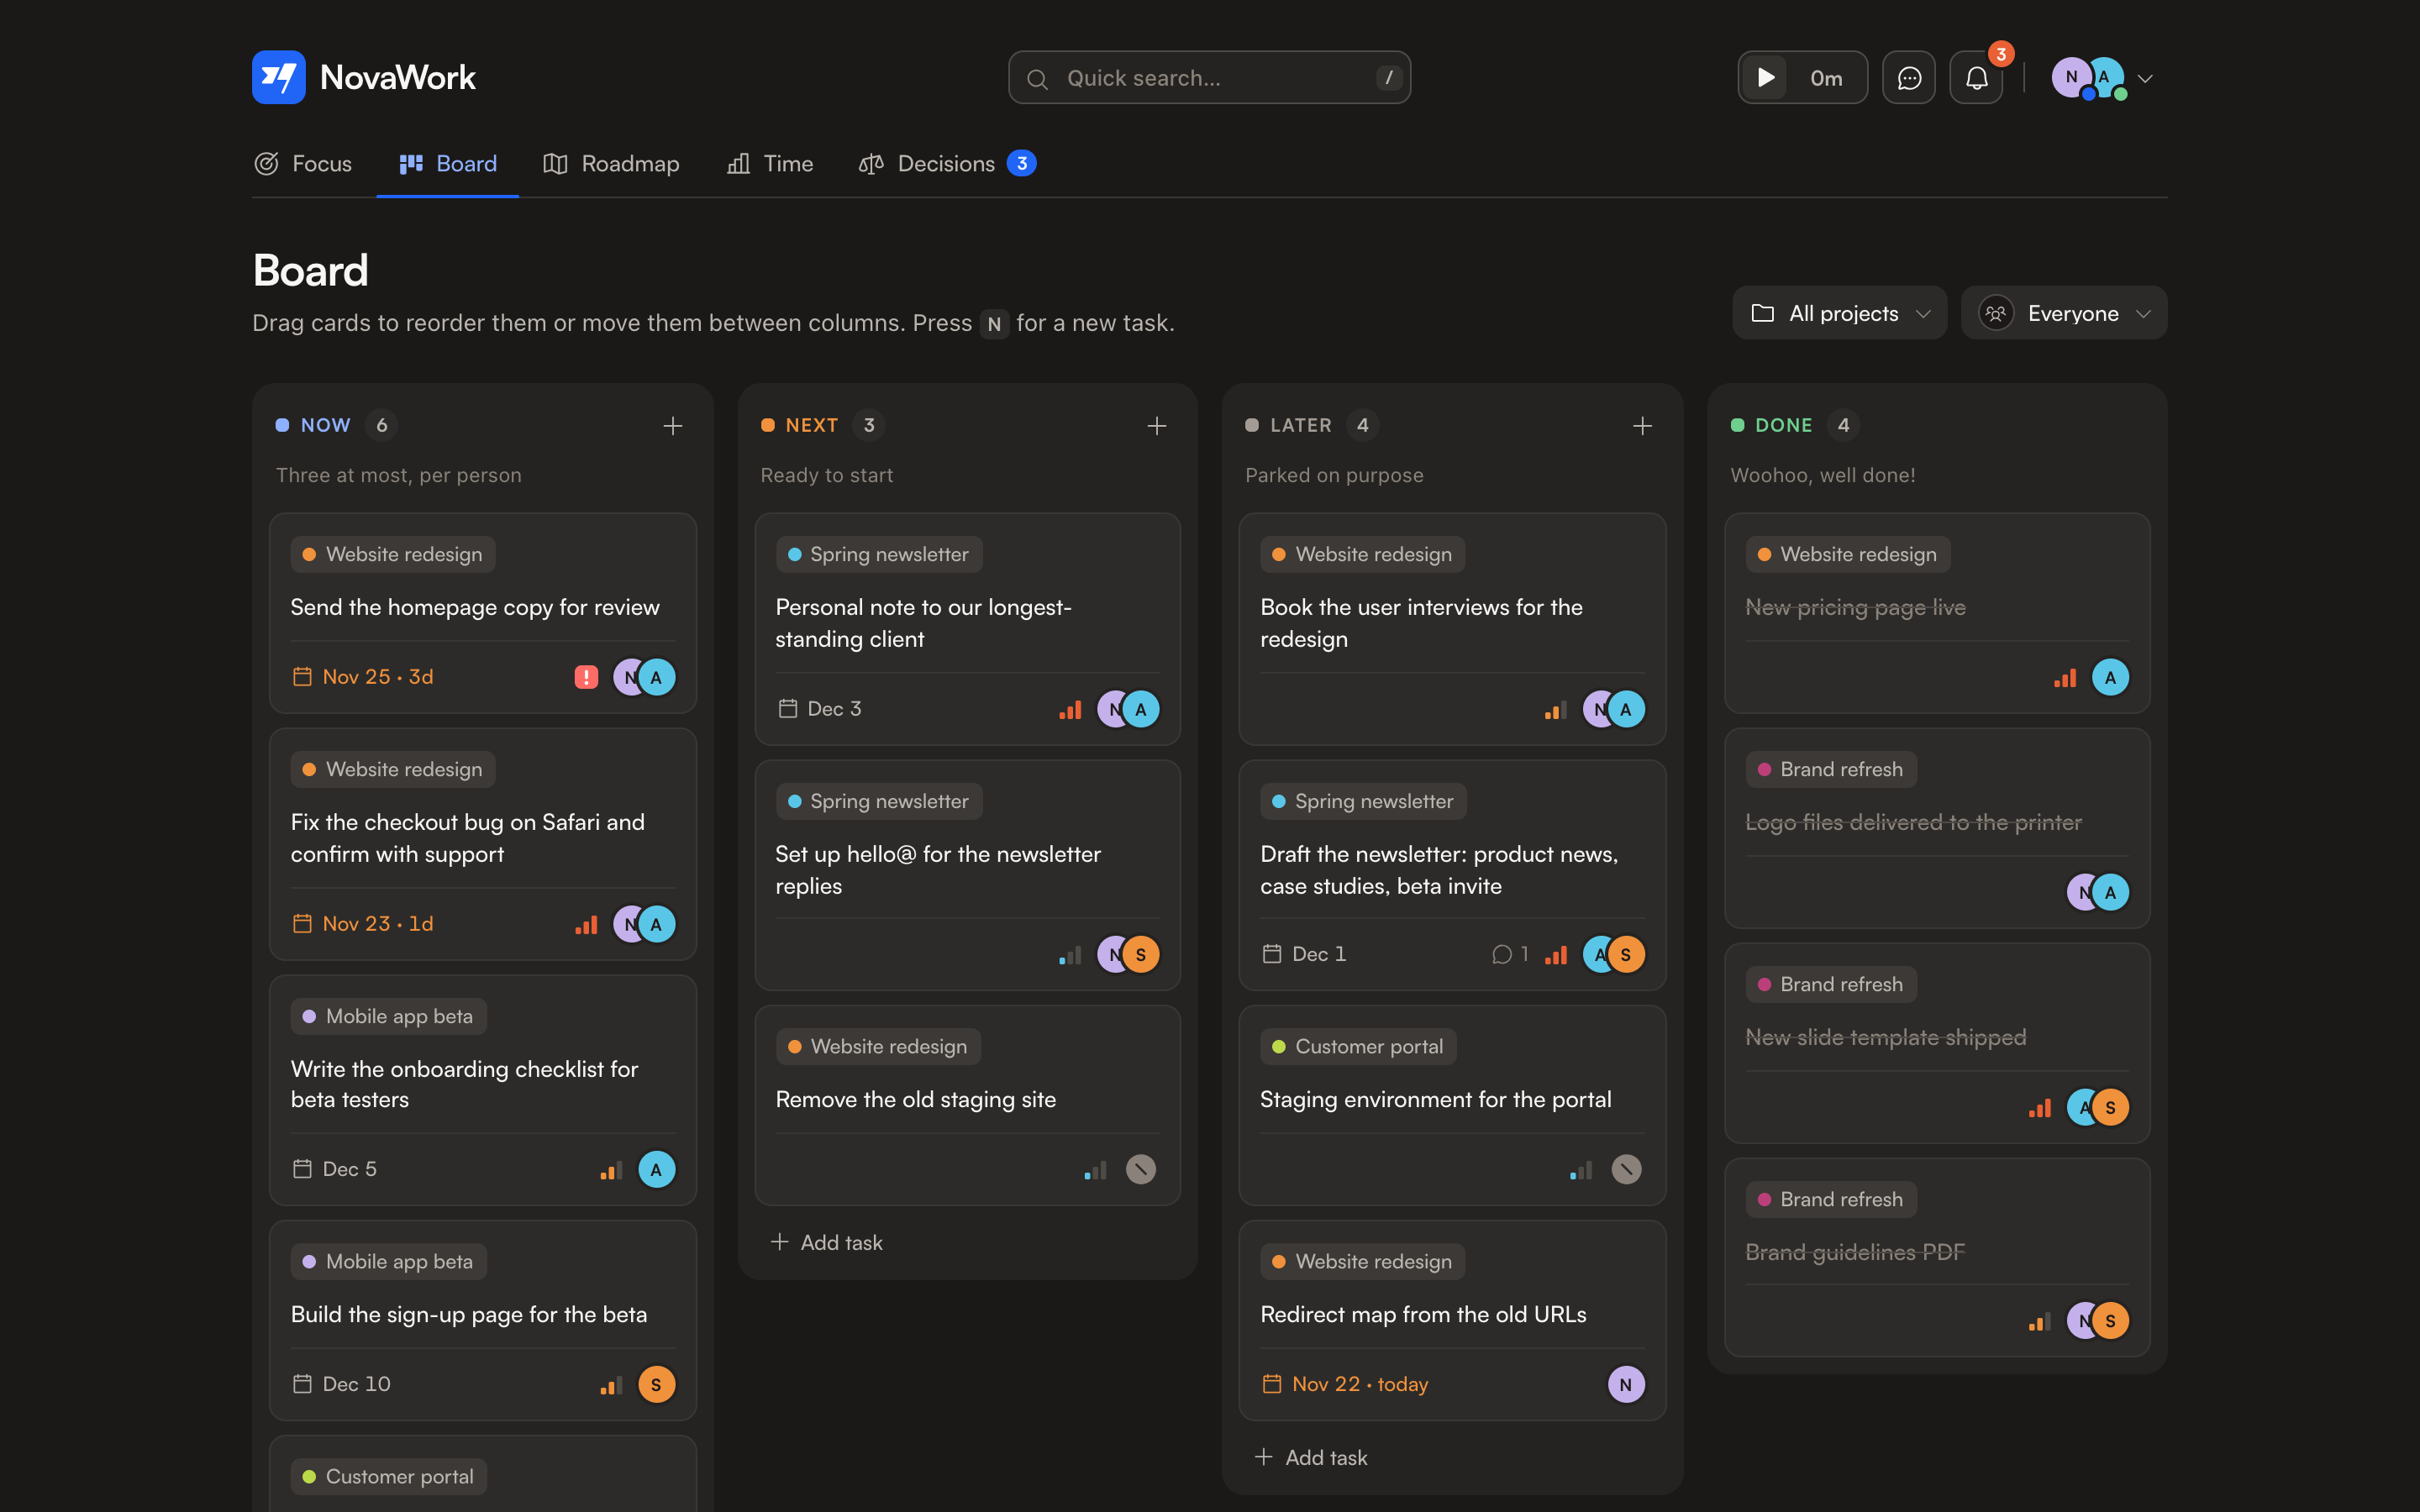 NovaWork
Quick search...
/
0m
3
N
A
Focus
Board
Roadmap
Time
Decisions 3
Board
Drag cards to reorder them or move them between columns. Press N for a new task.
All projects
Everyone
NOW 6
Three at most, per person
Website redesign
Send the homepage copy for review
Nov 25 · 3d
!
N
A
Website redesign
Fix the checkout bug on Safari and
confirm with support
Nov 23 · 1d
N
A
Mobile app beta
Write the onboarding checklist for
beta testers
Dec 5
A
Mobile app beta
Build the sign-up page for the beta
Dec 10
S
Customer portal
NEXT 3
Ready to start
Spring newsletter
Personal note to our longest-
standing client
Dec 3
N
A
Spring newsletter
Set up hello@ for the newsletter
replies
N
S
Website redesign
Remove the old staging site
+ Add task
LATER 4
Parked on purpose
Website redesign
Book the user interviews for the
redesign
N
A
Spring newsletter
Draft the newsletter: product news,
case studies, beta invite
Dec 1
1
A
S
Customer portal
Staging environment for the portal
Website redesign
Redirect map from the old URLs
Nov 22 · today
N
+ Add task
DONE 4
Woohoo, well done!
Website redesign
New pricing page live
A
Brand refresh
Logo files delivered to the printer
N
A
Brand refresh
New slide template shipped
A
S
Brand refresh
Brand guidelines PDF
N
S